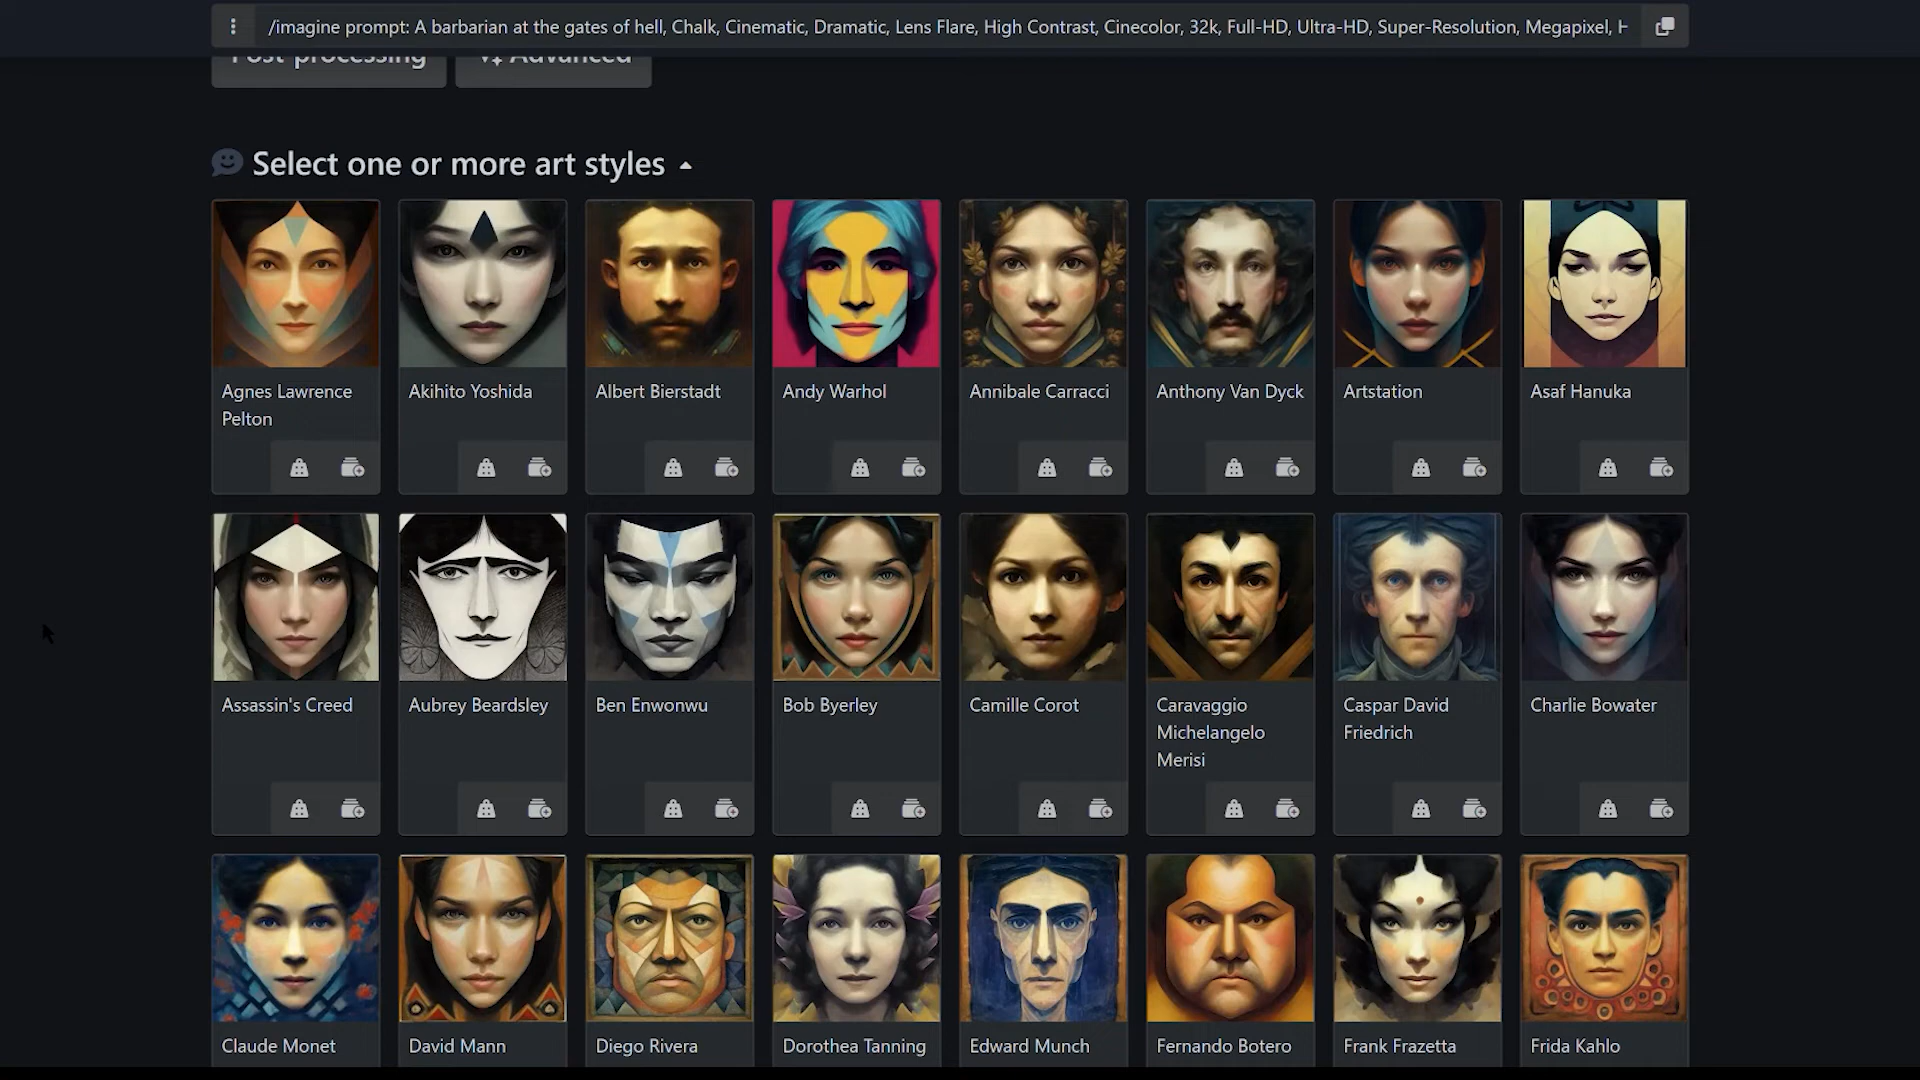 /imagine prompt: A barbarian at the gates of hell, Chalk, Cinematic, Dramatic, Lens Flare, High Contrast, Cinecolor, 32k, Full-HD, Ultra-HD, Super-Resolution, Megapixel, H
Post-processing
Advanced
Select one or more art styles
Agnes Lawrence
Pelton
Akihito Yoshida
Albert Bierstadt
Andy Warhol
Annibale Carracci
Anthony Van Dyck
Artstation
Asaf Hanuka
Assassin's Creed
Aubrey Beardsley
Ben Enwonwu
Bob Byerley
Camille Corot
Caravaggio
Michelangelo
Merisi
Caspar David
Friedrich
Charlie Bowater
Claude Monet
David Mann
Diego Rivera
Dorothea Tanning
Edward Munch
Fernando Botero
Frank Frazetta
Frida Kahlo